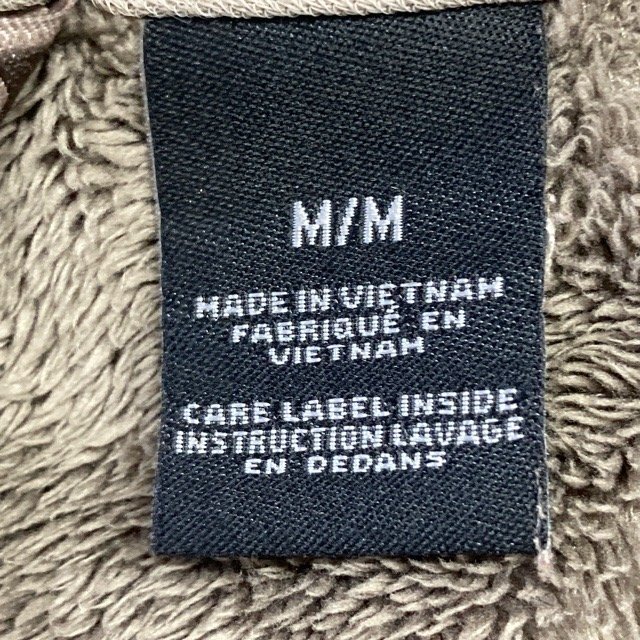 M/M
MADE IN VIETNAM
FABRIQUÉ EN
VIETNAM
CARE LABEL INSIDE
INSTRUCTION LAVAGE
EN DEDANS